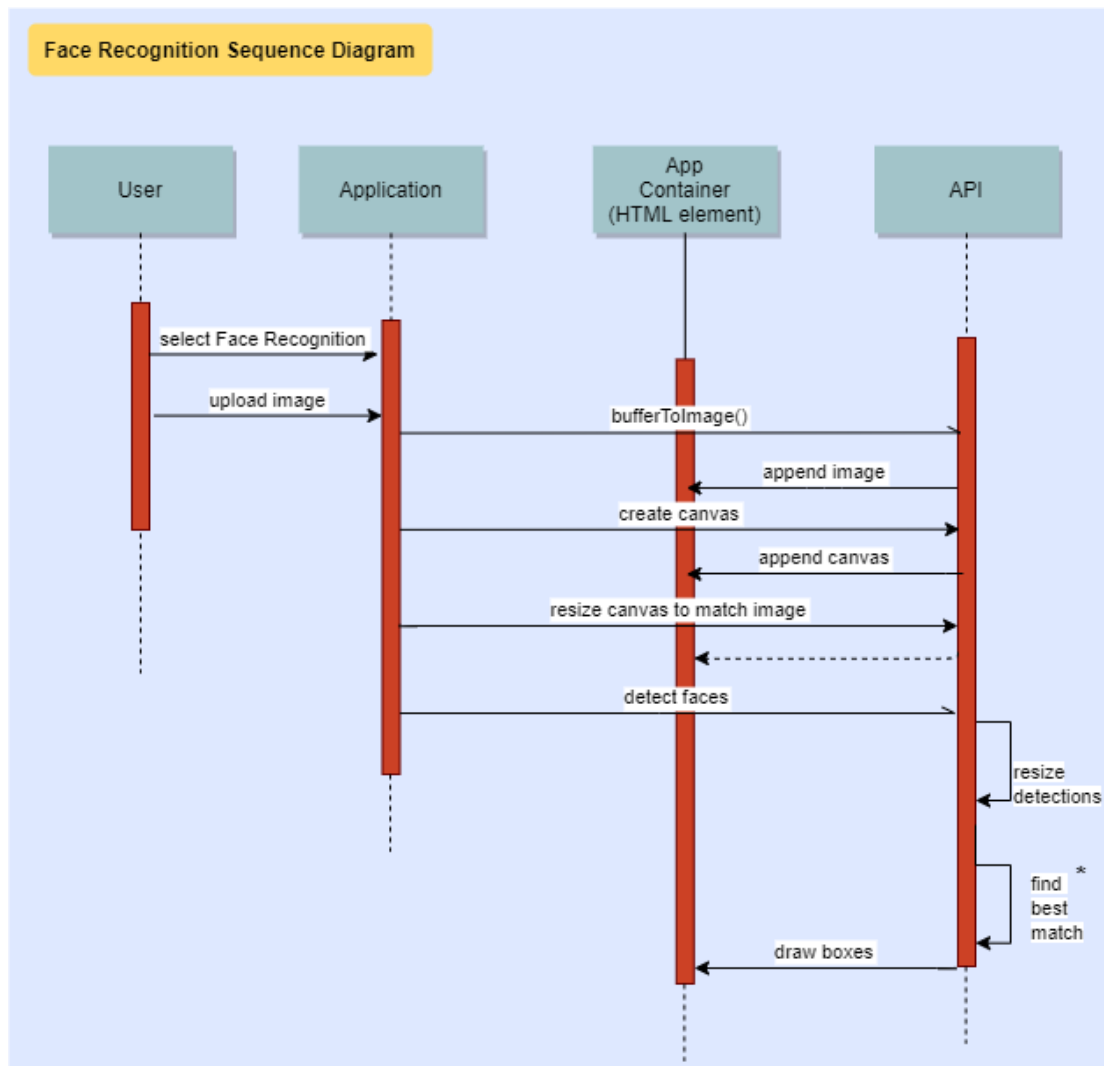 Face Recognition Sequence Diagram
User
Application
App
Container
(HTML element)
API
select Face Recognition
upload image
bufferToImage()
append image
create canvas
append canvas
resize canvas to match image
detect faces
resize
detections
find *
best
match
draw boxes